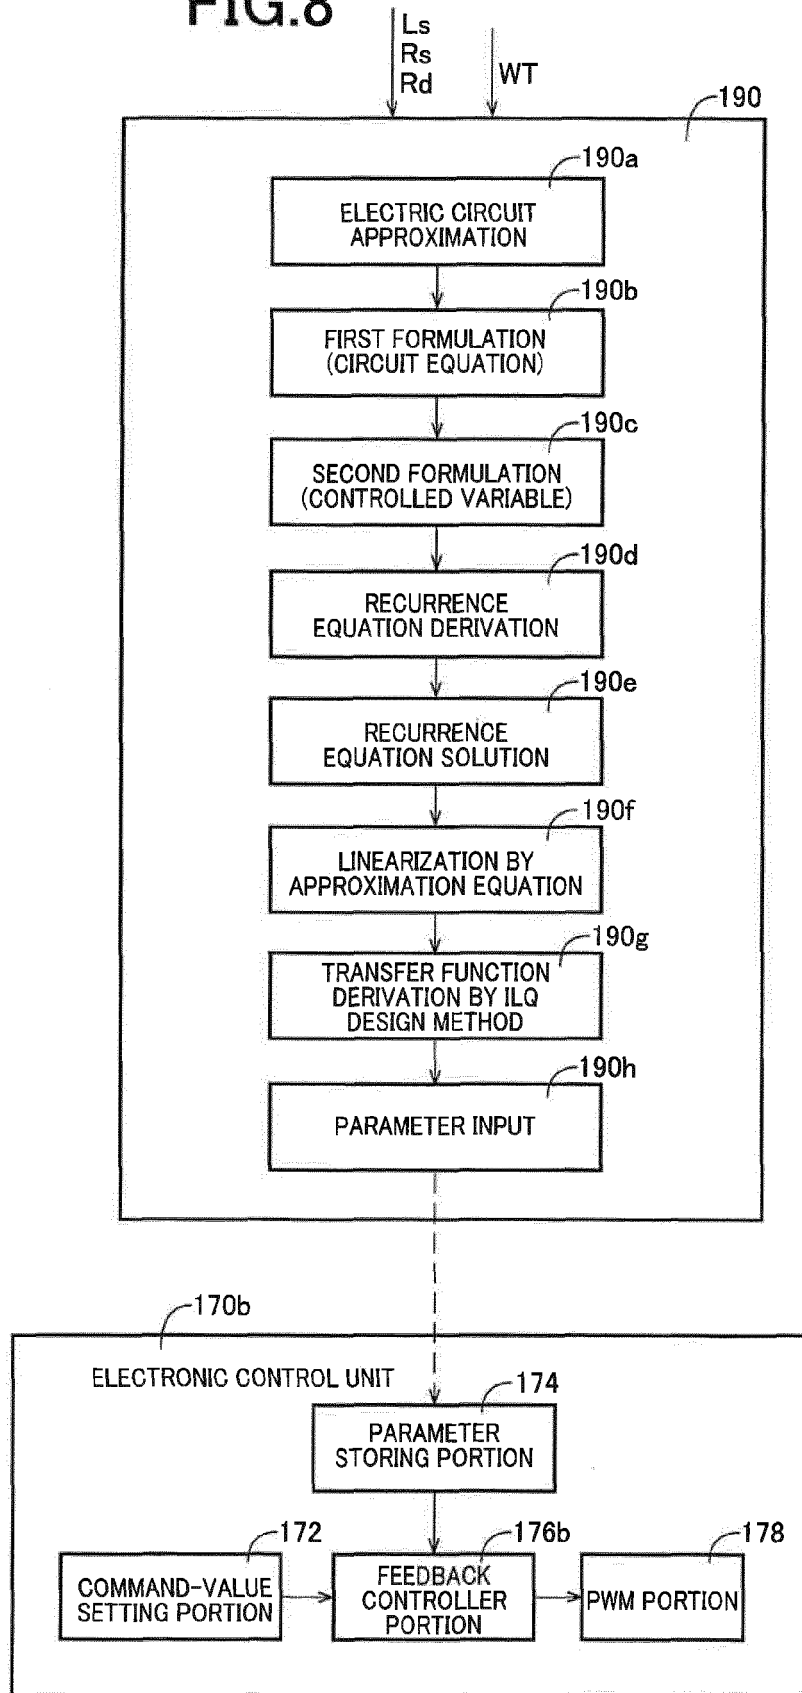 FIG.8
Ls
Rs
Rd
WT
190
190a
ELECTRIC CIRCUIT
APPROXIMATION
190b
FIRST FORMULATION
(CIRCUIT EQUATION)
190c
SECOND FORMULATION
(CONTROLLED VARIABLE)
190d
RECURRENCE
EQUATION DERIVATION
190e
RECURRENCE
EQUATION SOLUTION
190f
LINEARIZATION BY
APPROXIMATION EQUATION
190g
TRANSFER FUNCTION
DERIVATION BY ILQ
DESIGN METHOD
190h
PARAMETER INPUT
170b
ELECTRONIC CONTROL UNIT
174
PARAMETER
STORING PORTION
172
COMMAND-VALUE
SETTING PORTION
176b
FEEDBACK
CONTROLLER
PORTION
178
PWM PORTION